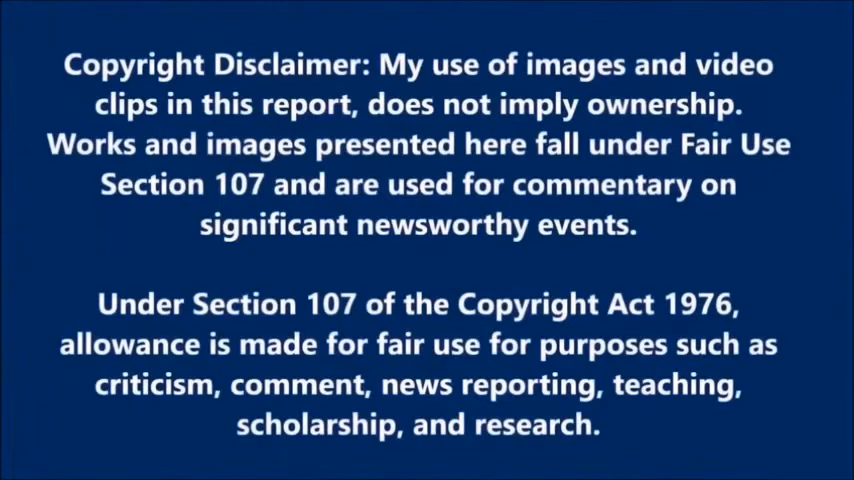 Copyright Disclaimer: My use of images and video
clips in this report, does not imply ownership.
Works and images presented here fall under Fair Use
Section 107 and are used for commentary on
significant newsworthy events.
Under Section 107 of the Copyright Act 1976,
allowance is made for fair use for purposes such as
criticism, comment, news reporting, teaching,
scholarship, and research.